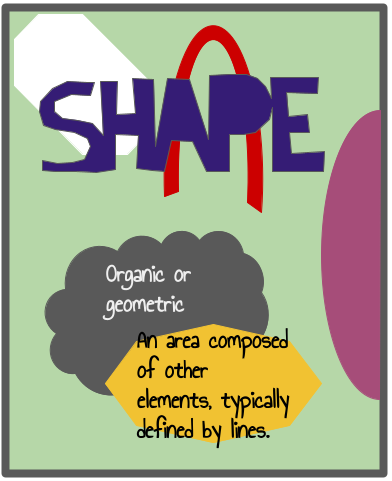 SHAPE
Organic or
geometric
An area composed
of other
elements, typically
defined by lines.